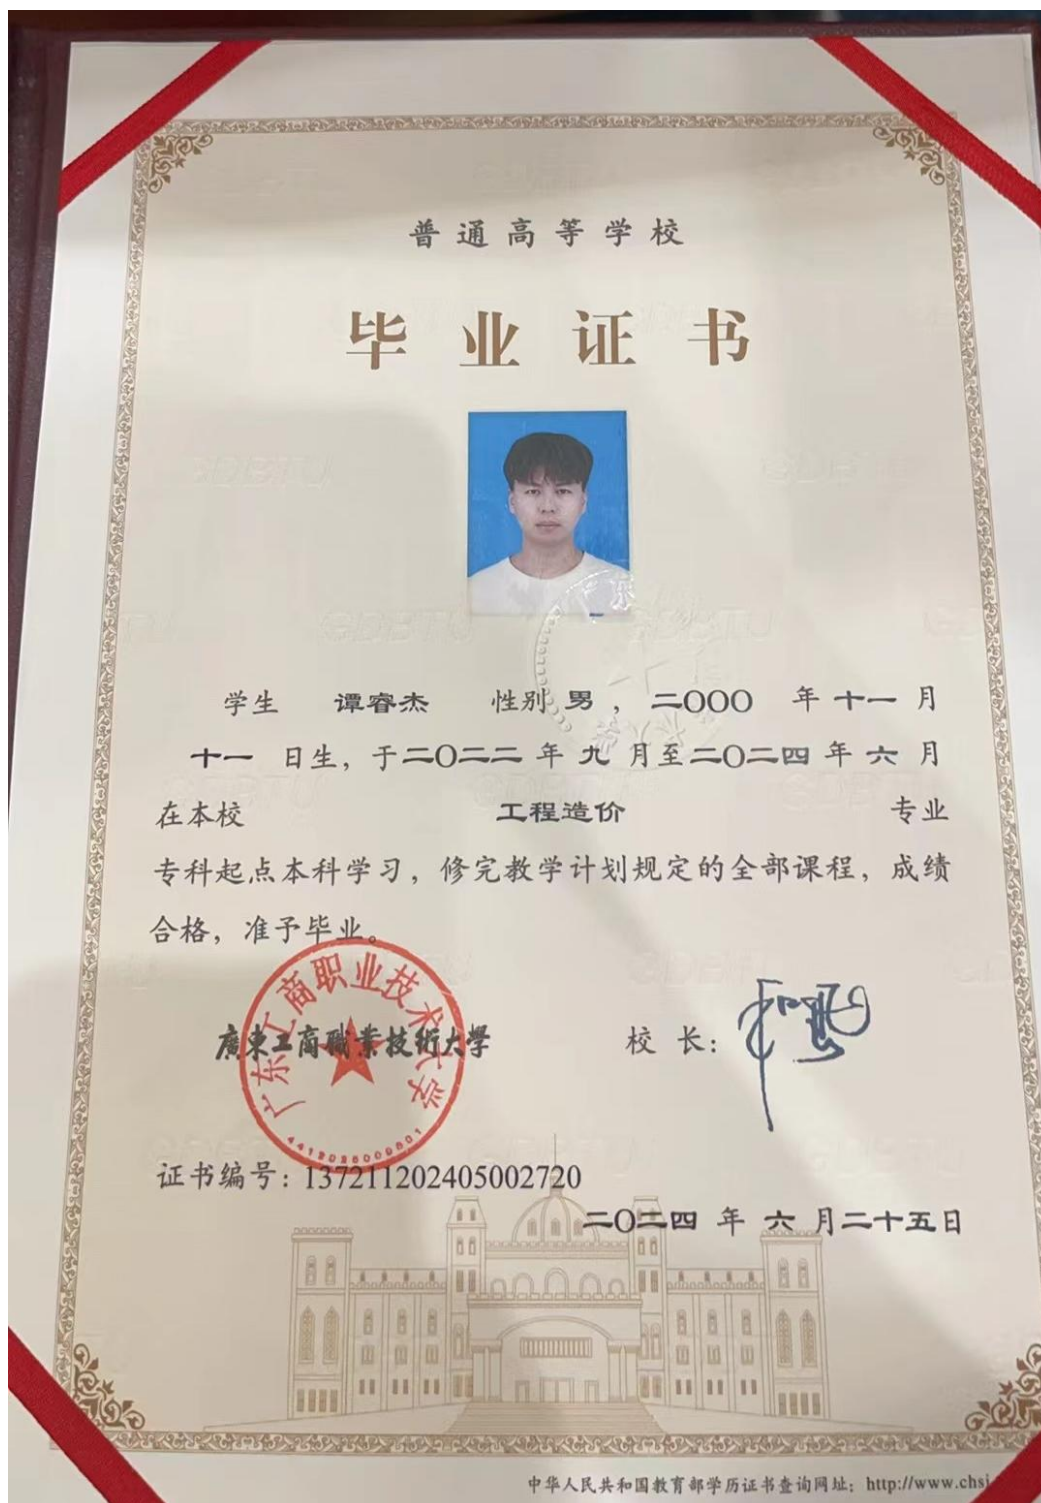 普通高等学校
毕业证书
学生 谭睿杰 性别 男 ， 二〇〇〇 年 十一 月
十一 日生，于二〇二二 年 九 月至二〇二四 年 六 月
在本校 工程造价 专业
专科起点本科学习，修完教学计划规定的全部课程，成绩
合格，准予毕业。
广东工商职业技术大学
廣東工商職業技術大學 校 长：
证书编号：137211202405002720
二〇二四 年 六 月二十五日
中华人民共和国教育部学历证书查询网址：http://www.chsi